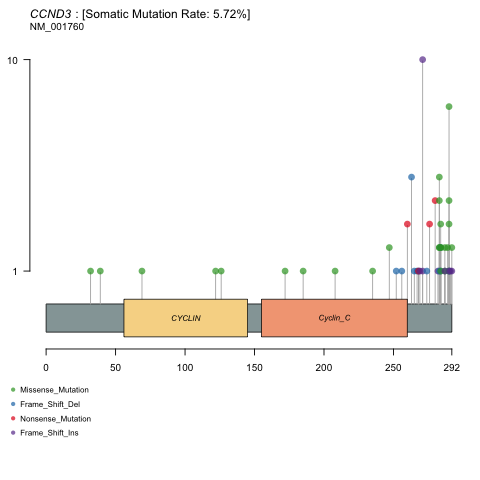 CCND3 : [Somatic Mutation Rate: 5.72%]
NM_001760
10
1
CYCLIN
Cyclin_C
0 50 100 150 200 250 292
Missense_Mutation
Frame_Shift_Del
Nonsense_Mutation
Frame_Shift_Ins